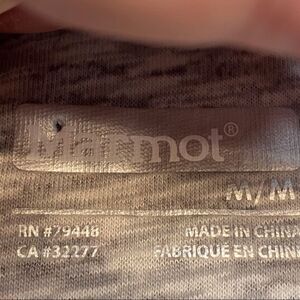 Marmot®
M/M
RN #79448 MADE IN CHINA
CA #32277 FABRIQUÉ EN CHINE